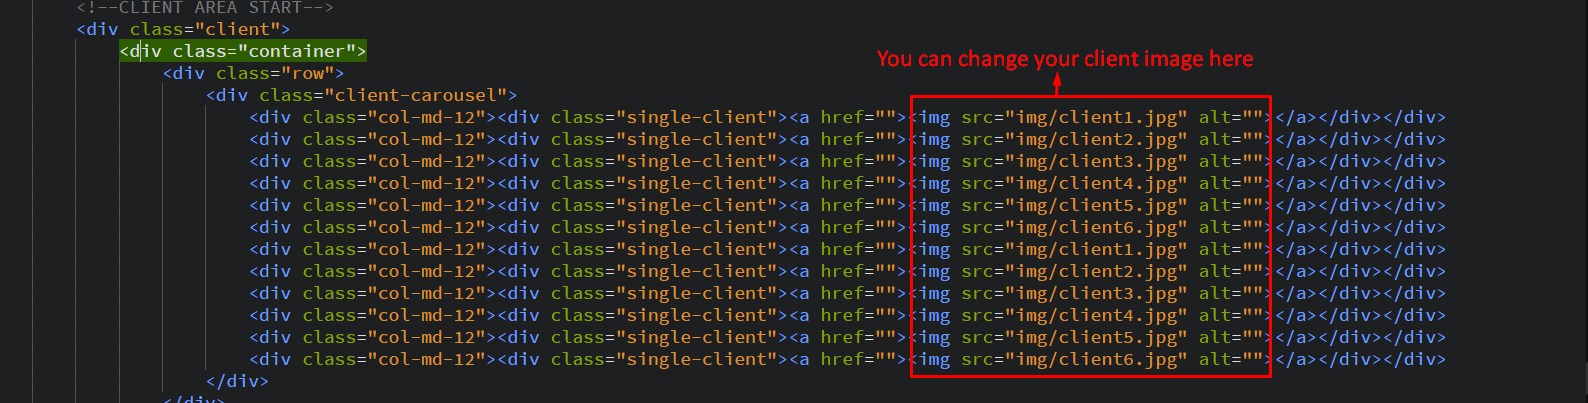 <!--CLIENT AREA START-->
<div class="client">
<div class="container">
You can change your client image here
<div class="row">
<div class="client-carousel">
<div class="col-md-12"><div class="single-client"><a href=""><img src="img/client1.jpg" alt=""></a></div></div>
<div class="col-md-12"><div class="single-client"><a href=""><img src="img/client2.jpg" alt=""></a></div></div>
<div class="col-md-12"><div class="single-client"><a href=""><img src="img/client3.jpg" alt=""></a></div></div>
<div class="col-md-12"><div class="single-client"><a href=""><img src="img/client4.jpg" alt=""></a></div></div>
<div class="col-md-12"><div class="single-client"><a href=""><img src="img/client5.jpg" alt=""></a></div></div>
<div class="col-md-12"><div class="single-client"><a href=""><img src="img/client6.jpg" alt=""></a></div></div>
<div class="col-md-12"><div class="single-client"><a href=""><img src="img/client1.jpg" alt=""></a></div></div>
<div class="col-md-12"><div class="single-client"><a href=""><img src="img/client2.jpg" alt=""></a></div></div>
<div class="col-md-12"><div class="single-client"><a href=""><img src="img/client3.jpg" alt=""></a></div></div>
<div class="col-md-12"><div class="single-client"><a href=""><img src="img/client4.jpg" alt=""></a></div></div>
<div class="col-md-12"><div class="single-client"><a href=""><img src="img/client5.jpg" alt=""></a></div></div>
<div class="col-md-12"><div class="single-client"><a href=""><img src="img/client6.jpg" alt=""></a></div></div>
</div>
</div>